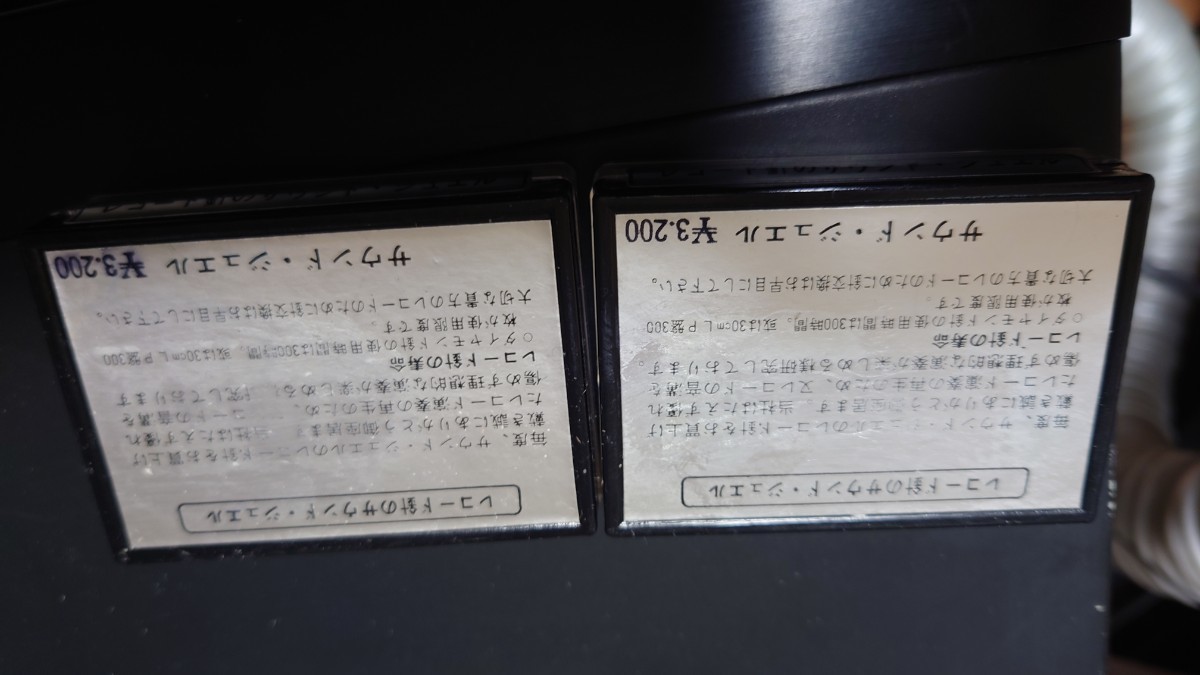 レコード針のサウンド・ジュエル
毎度、サウンド・ジュエルのレコード針をお買上げ
戴き誠にありがとう御座居ます。当社はたえず優れ
たレコード演奏の再生のため、又レコードの音溝を
傷めず理想的な演奏が楽しめる様研究しております
レコード針の寿命
○ダイヤモンド針の使用時間は300時間。或は30cmLP盤300
枚が使用限度です。
大切な貴方のレコードのために針交換はお早目にして下さい。
サウンド・ジュエル ¥3.200
レコード針のサウンド・ジュエル
毎度、サウンド・ジュエルのレコード針をお買上げ
戴き誠にありがとう御座居ます 当社はたえず優れ
たレコード演奏の再生のため、 コードの音溝を
傷めず理想的な演奏が楽しめる 究しております
レコード針の寿命
○ダイヤモンド針の使用時間は300時間。或は30cmLP盤300
枚が使用限度です
大切な貴方のレコードのために針交換はお早目にして下さい。
サウンド・ジュエル ¥3.200